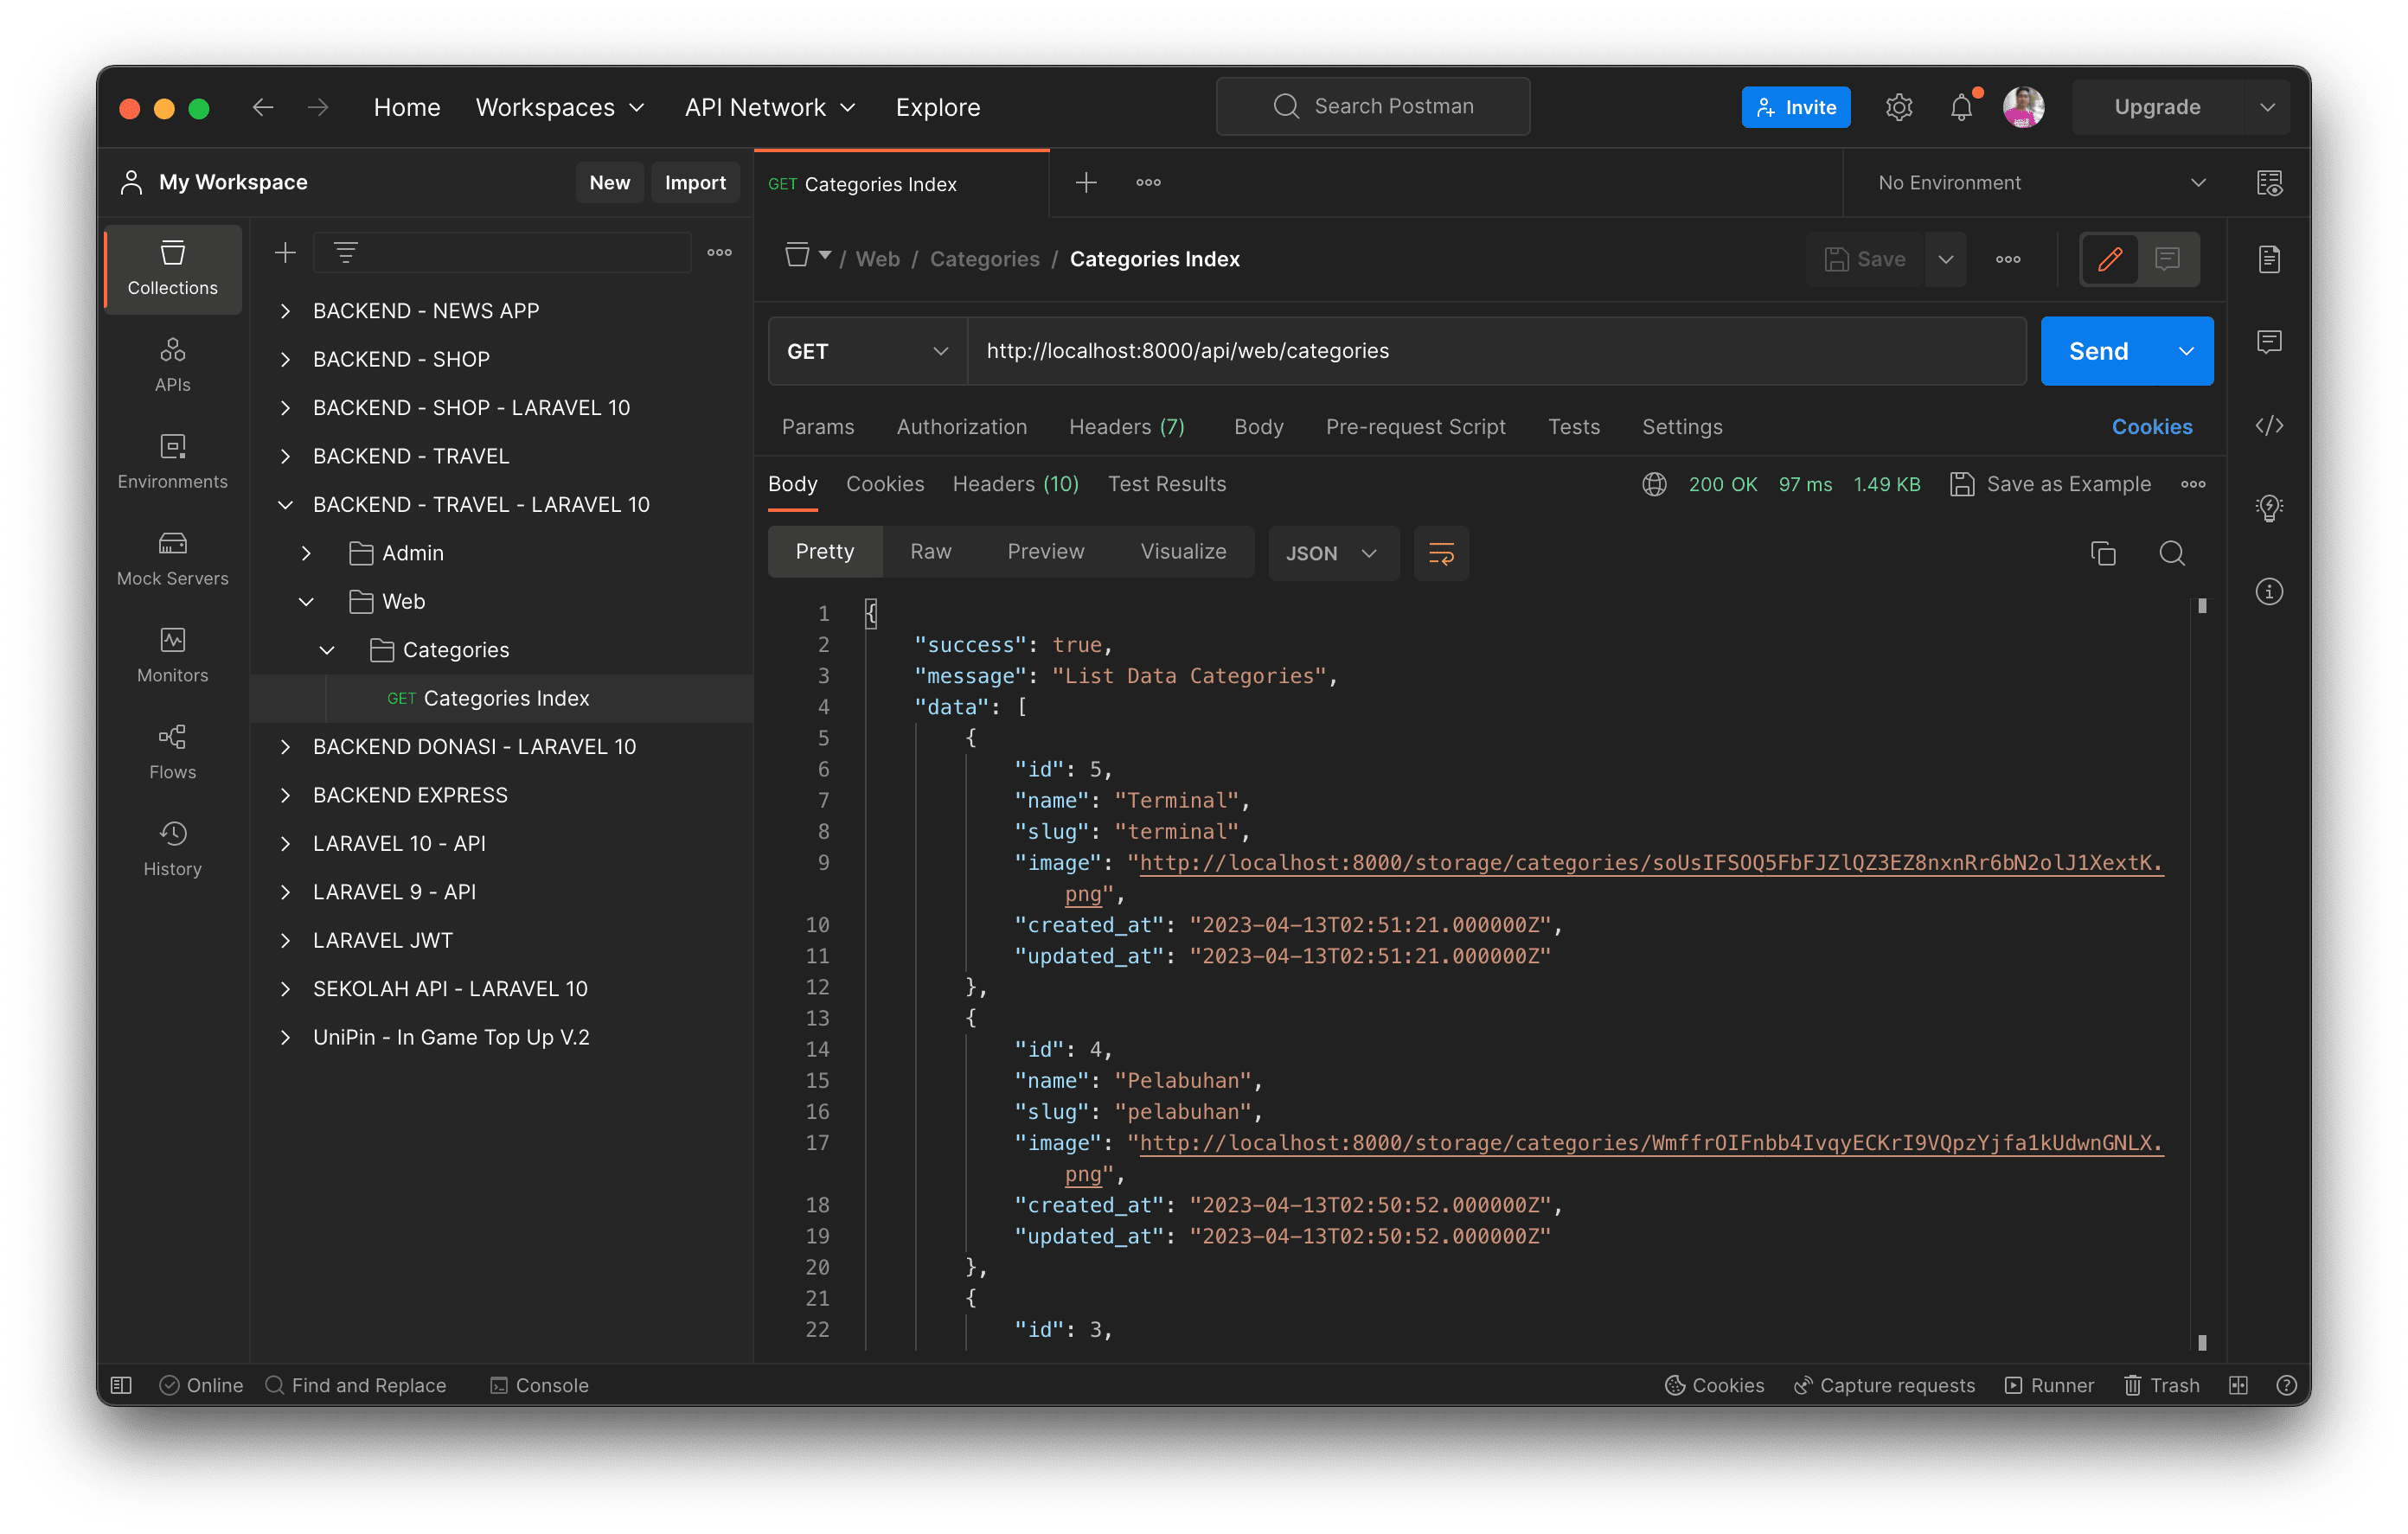 Home Workspaces API Network Explore Search Postman Invite Upgrade
My Workspace New Import GET Categories Index No Environment
Collections
APIs
Environments
Mock Servers
Monitors
Flows
History
BACKEND - NEWS APP
BACKEND - SHOP
BACKEND - SHOP - LARAVEL 10
BACKEND - TRAVEL
BACKEND - TRAVEL - LARAVEL 10
Admin
Web
Categories
GET Categories Index
BACKEND DONASI - LARAVEL 10
BACKEND EXPRESS
LARAVEL 10 - API
LARAVEL 9 - API
LARAVEL JWT
SEKOLAH API - LARAVEL 10
UniPin - In Game Top Up V.2
/ Web / Categories / Categories Index Save
GET http://localhost:8000/api/web/categories Send
Params Authorization Headers (7) Body Pre-request Script Tests Settings Cookies
Body Cookies Headers (10) Test Results 200 OK 97 ms 1.49 KB Save as Example
Pretty Raw Preview Visualize JSON
1 {
2 "success": true,
3 "message": "List Data Categories",
4 "data": [
5 {
6 "id": 5,
7 "name": "Terminal",
8 "slug": "terminal",
9 "image": "http://localhost:8000/storage/categories/soUsIFSOQ5FbFJZlQZ3EZ8nxnRr6bN2olJ1XextK.
png",
10 "created_at": "2023-04-13T02:51:21.000000Z",
11 "updated_at": "2023-04-13T02:51:21.000000Z"
12 },
13 {
14 "id": 4,
15 "name": "Pelabuhan",
16 "slug": "pelabuhan",
17 "image": "http://localhost:8000/storage/categories/WmffrOIFnbb4IvqyECKrI9VQpzYjfa1kUdwnGNLX.
png",
18 "created_at": "2023-04-13T02:50:52.000000Z",
19 "updated_at": "2023-04-13T02:50:52.000000Z"
20 },
21 {
22 "id": 3,
Online Find and Replace Console Cookies Capture requests Runner Trash